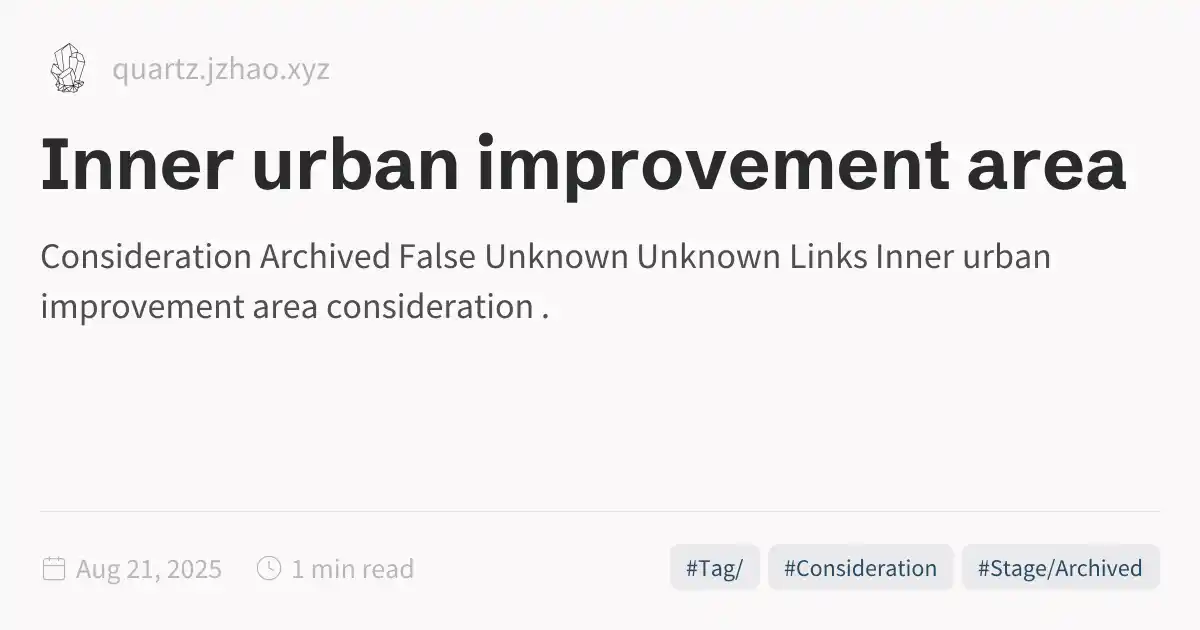 quartz.jzhao.xyz
Inner urban improvement area
Consideration Archived False Unknown Unknown Links Inner urban
improvement area consideration .
Aug 21, 2025 1 min read #Tag/ #Consideration #Stage/Archived